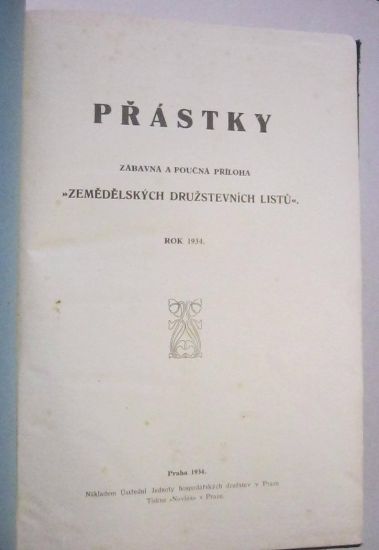 PŘÁSTKY
ZÁBAVNÁ A POUČNÁ PŘÍLOHA
»ZEMĚDĚLSKÝCH DRUŽSTEVNÍCH LISTŮ«.
ROK 1934.
Praha 1934.
Nákladem Ústřední Jednoty hospodářských družstev v Praze
Tiskne »Novina« v Praze.